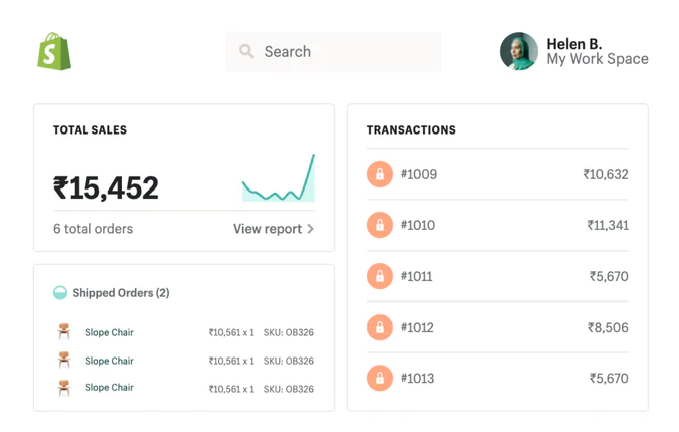 S
Search
Helen B.
My Work Space
TOTAL SALES
₹15,452
6 total orders
View report
Shipped Orders (2)
Slope Chair ₹10,561 x 1 SKU: OB326
Slope Chair ₹10,561 x 1 SKU: OB326
Slope Chair ₹10,561 x 1 SKU: OB326
TRANSACTIONS
#1009 ₹10,632
#1010 ₹11,341
#1011 ₹5,670
#1012 ₹8,506
#1013 ₹5,670